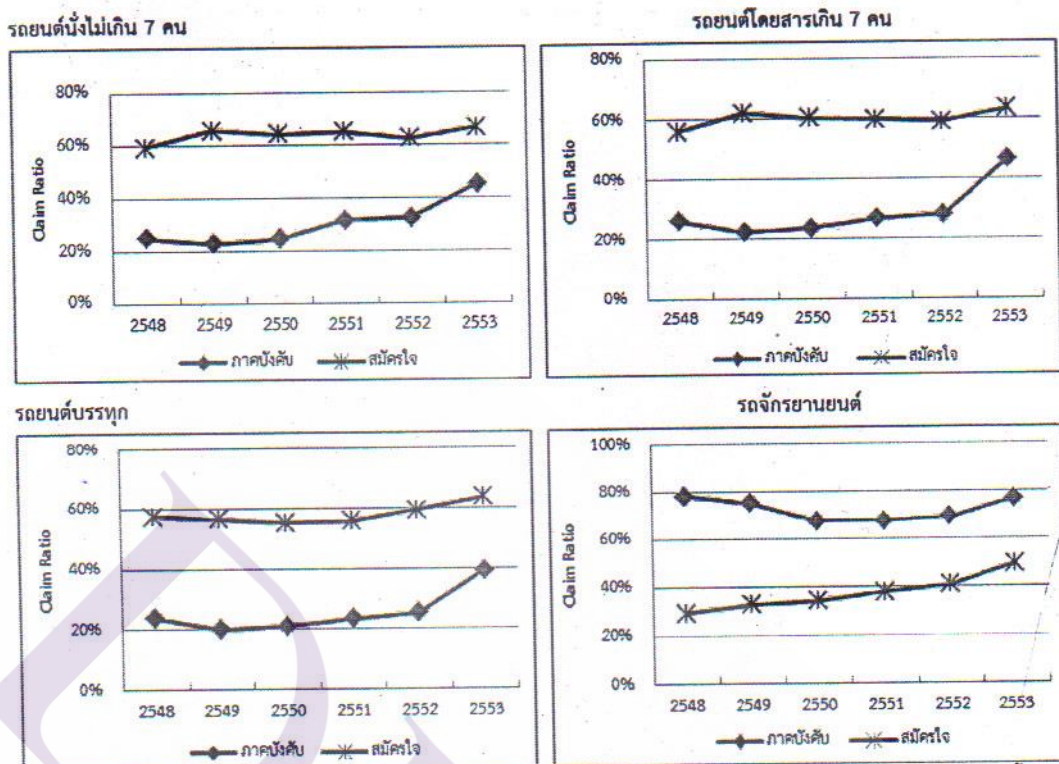 รถยนต์นั่งไม่เกิน 7 คน
80%
60%
40%
20%
0%
Claim Ratio
2548 2549 2550 2551 2552 2553
ภาคบังคับ สมัครใจ
รถยนต์โดยสารเกิน 7 คน
80%
60%
40%
20%
0%
Claim Ratio
2548 2549 2550 2551 2552 2553
ภาคบังคับ สมัครใจ
รถยนต์บรรทุก
80%
60%
40%
20%
0%
Claim Ratio
2548 2549 2550 2551 2552 2553
ภาคบังคับ สมัครใจ
รถจักรยานยนต์
100%
80%
60%
40%
20%
0%
Claim Ratio
2548 2549 2550 2551 2552 2553
ภาคบังคับ สมัครใจ